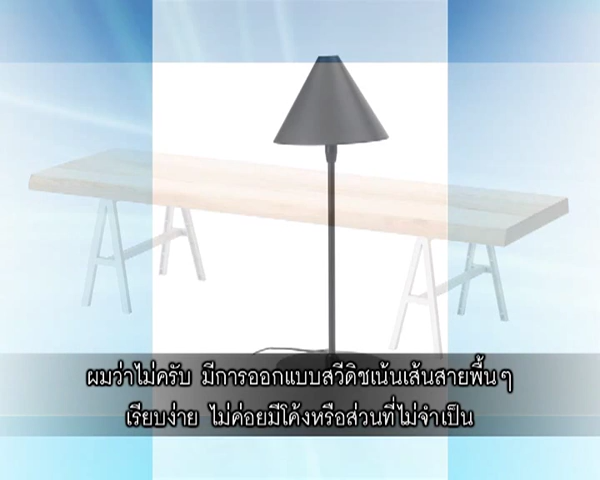 ผมว่าไม่ครับ มีการออกแบบสวีดิชเน้นเส้นสายพื้นๆ
เรียบง่าย ไม่ค่อยมีโค้งหรือส่วนที่ไม่จำเป็น